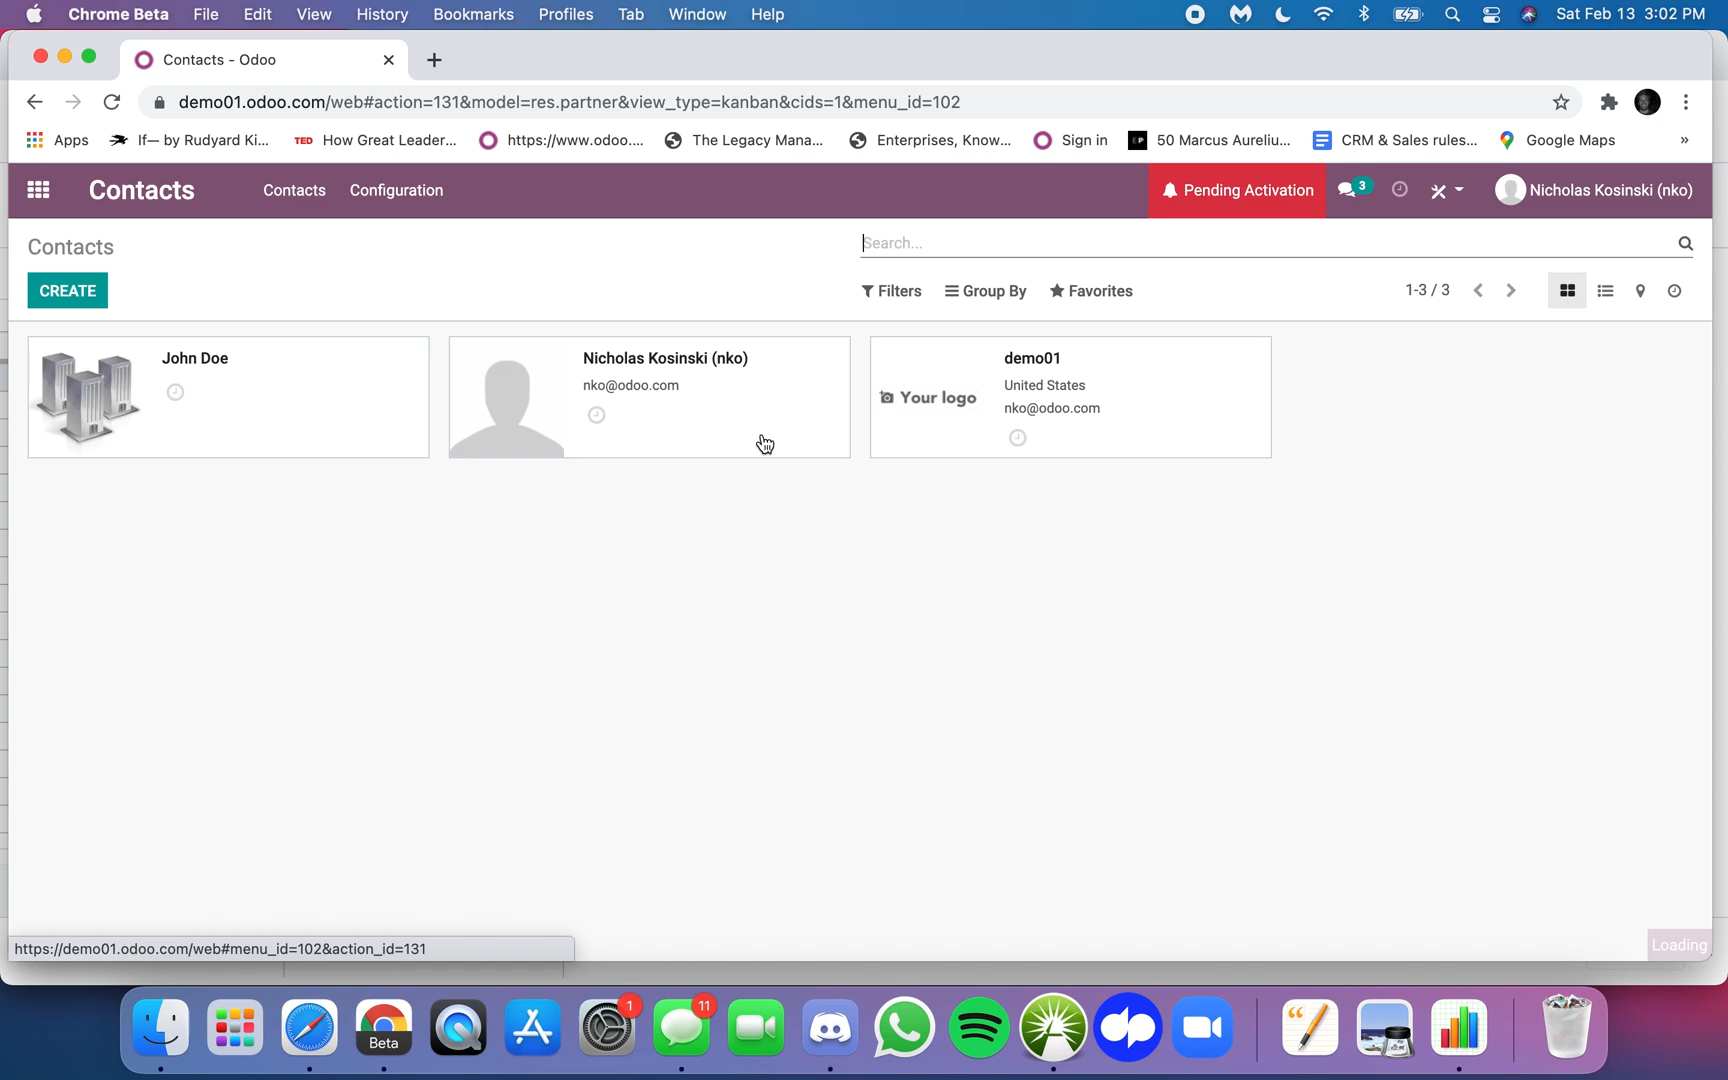 Chrome Beta File Edit View History Bookmarks Profiles Tab Window Help Sat Feb 13 3:02 PM
Contacts - Odoo
demo01.odoo.com/web#action=131&model=res.partner&view_type=kanban&cids=1&menu_id=102
Apps If— by Rudyard Ki... TED How Great Leader... https://www.odoo.... The Legacy Mana... Enterprises, Know... Sign in EP 50 Marcus Aureliu... CRM & Sales rules... Google Maps »
Contacts Contacts Configuration Pending Activation 3 Nicholas Kosinski (nko)
Contacts Search...
CREATE Filters Group By Favorites 1-3 / 3
John Doe Nicholas Kosinski (nko) demo01
nko@odoo.com United States
Your logo nko@odoo.com
Loading
https://demo01.odoo.com/web#menu_id=102&action_id=131
1 11
Beta